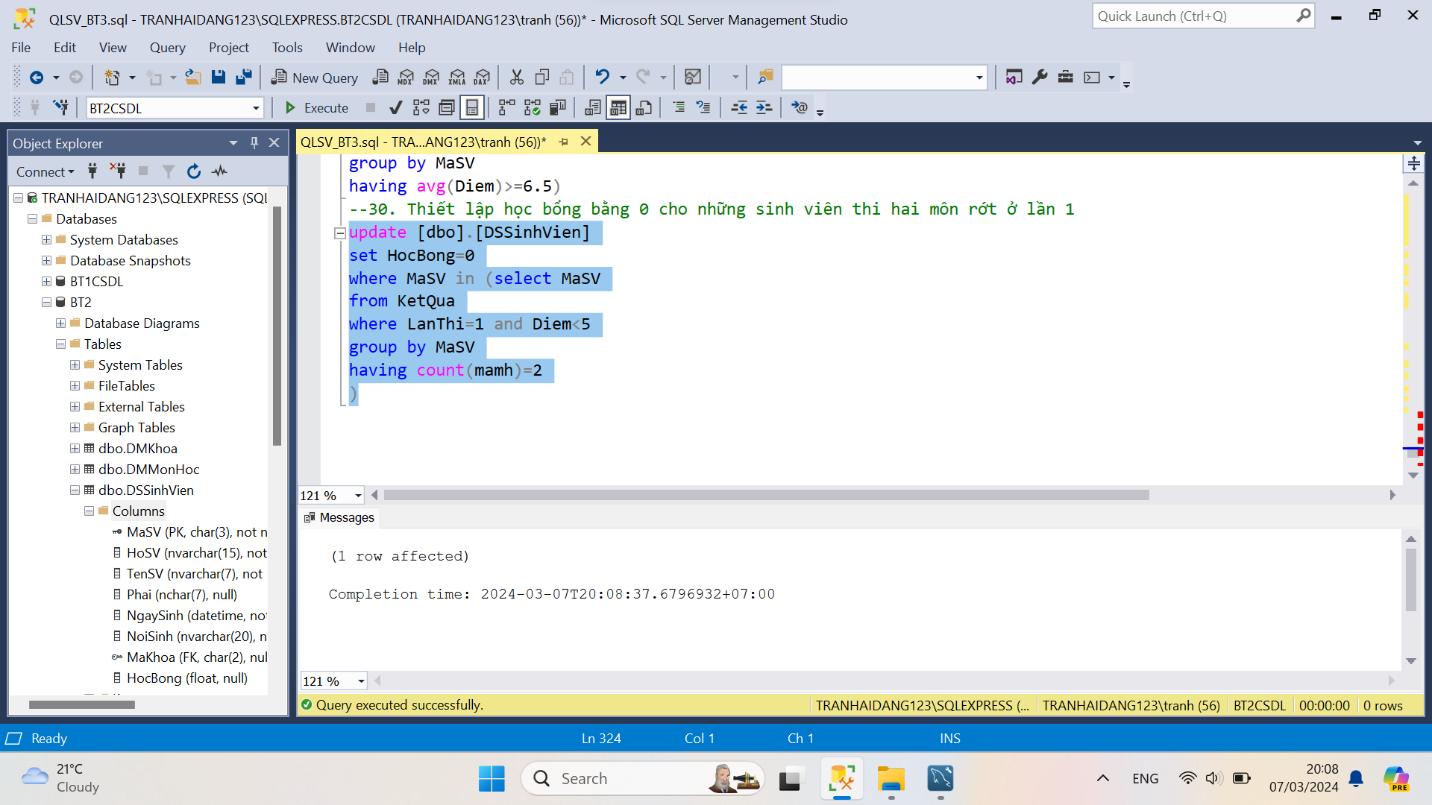 QLSV_BT3.sql - TRANHAIDANG123\SQLEXPRESS.BT2CSDL (TRANHAIDANG123\tranh (56))* - Microsoft SQL Server Management Studio
Quick Launch (Ctrl+Q)
File Edit View Query Project Tools Window Help
New Query MDX DMX XMLA DAX
BT2CSDL Execute
Object Explorer
QLSV_BT3.sql - TRA...ANG123\tranh (56))*
Connect
TRANHAIDANG123\SQLEXPRESS (SQL
Databases
System Databases
Database Snapshots
BT1CSDL
BT2
Database Diagrams
Tables
System Tables
FileTables
External Tables
Graph Tables
dbo.DMKhoa
dbo.DMMonHoc
dbo.DSSinhVien
Columns
MaSV (PK, char(3), not n
HoSV (nvarchar(15), not
TenSV (nvarchar(7), not
Phai (nchar(7), null)
NgaySinh (datetime, not
NoiSinh (nvarchar(20), n
MaKhoa (FK, char(2), nul
HocBong (float, null)
group by MaSV
having avg(Diem)>=6.5)
--30. Thiết lập học bổng bằng 0 cho những sinh viên thi hai môn rớt ở lần 1
update [dbo].[DSSinhVien]
set HocBong=0
where MaSV in (select MaSV
from KetQua
where LanThi=1 and Diem<5
group by MaSV
having count(mamh)=2
)
121 %
Messages
(1 row affected)
Completion time: 2024-03-07T20:08:37.6796932+07:00
121 %
Query executed successfully. TRANHAIDANG123\SQLEXPRESS (... TRANHAIDANG123\tranh (56) BT2CSDL 00:00:00 0 rows
Ready Ln 324 Col 1 Ch 1 INS
21°C
Cloudy
Search
ENG
20:08
07/03/2024
PRE